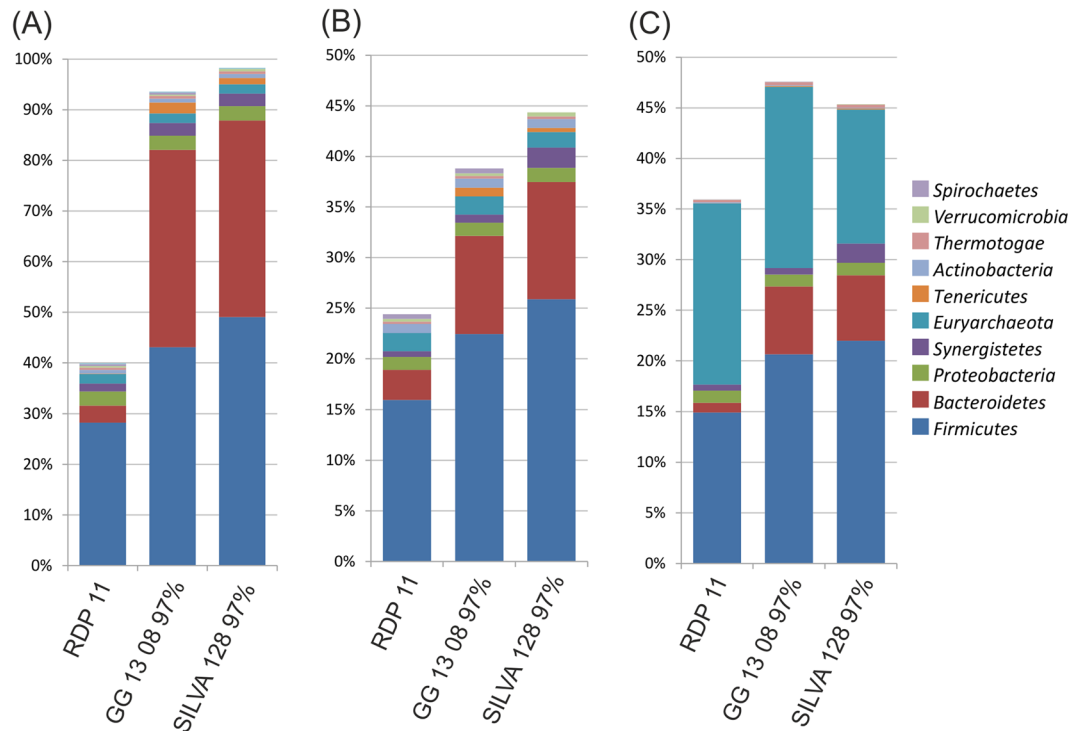 (A)
100%
90%
80%
70%
60%
50%
40%
30%
20%
10%
0%
RDP 11
GG 13 08 97%
SILVA 128 97%
(B)
50%
45%
40%
35%
30%
25%
20%
15%
10%
5%
0%
RDP 11
GG 13 08 97%
SILVA 128 97%
(C)
50%
45%
40%
35%
30%
25%
20%
15%
10%
5%
0%
RDP 11
GG 13 08 97%
SILVA 128 97%
Spirochaetes
Verrucomicrobia
Thermotogae
Actinobacteria
Tenericutes
Euryarchaeota
Synergistetes
Proteobacteria
Bacteroidetes
Firmicutes